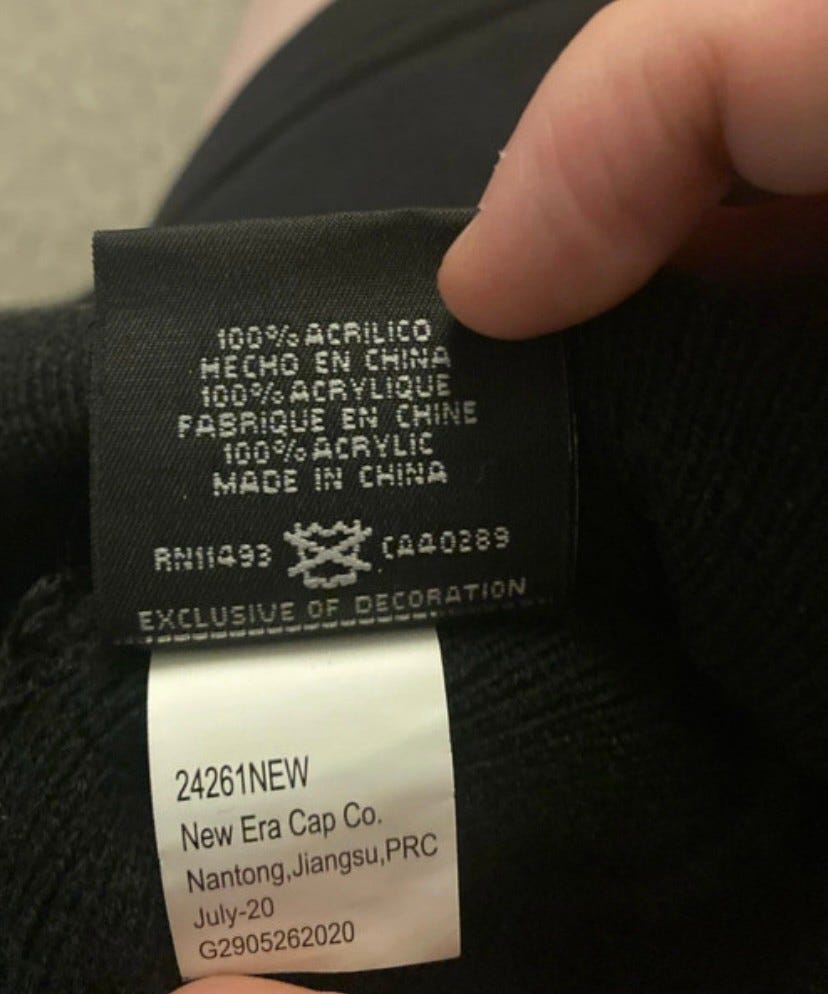 100% ACRILICO
HECHO EN CHINA
100% ACRYLIQUE
FABRIQUE EN CHINE
100% ACRYLIC
MADE IN CHINA
RN11493 CA40289
EXCLUSIVE OF DECORATION
24261NEW
New Era Cap Co.
Nantong,Jiangsu,PRC
July-20
G2905262020